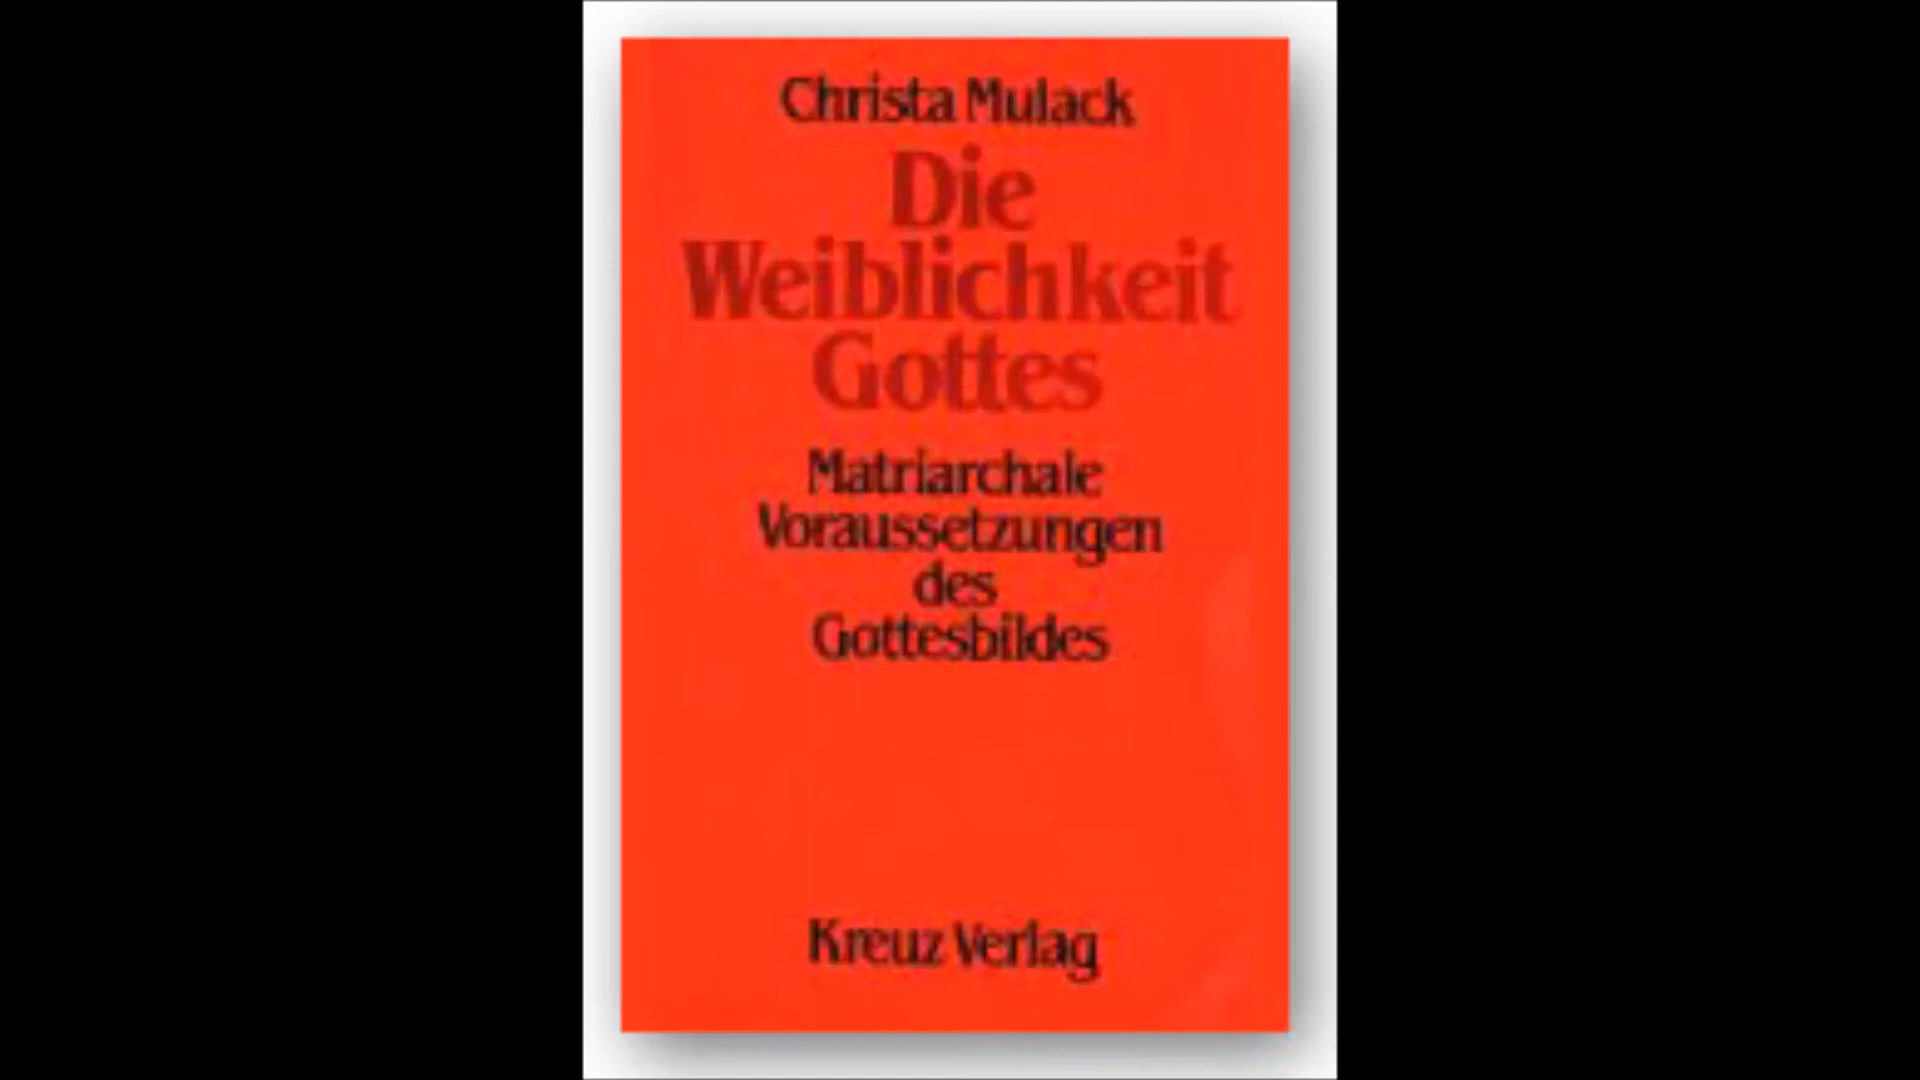 Christa Mulack
Die
Weiblichkeit
Gottes
Matriarchale
Voraussetzungen
des
Gottesbildes
Kreuz Verlag